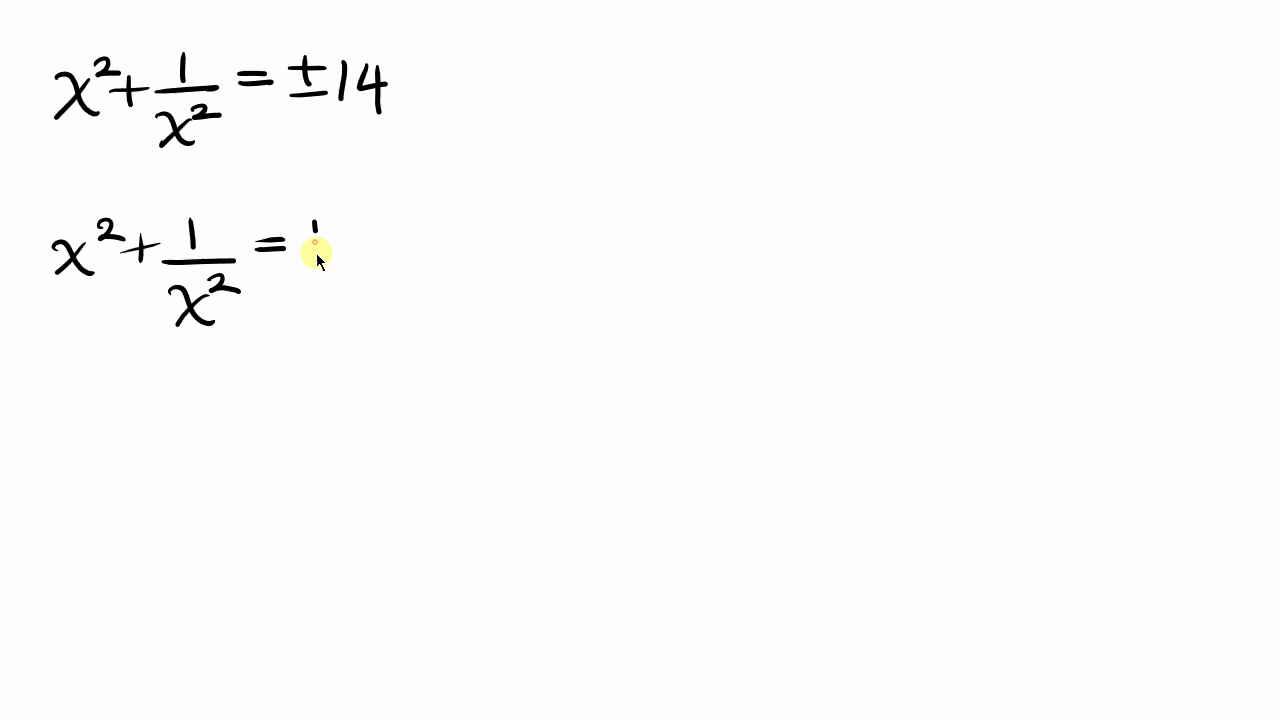 x² + 1/x² = ±14
x² + 1/x² =